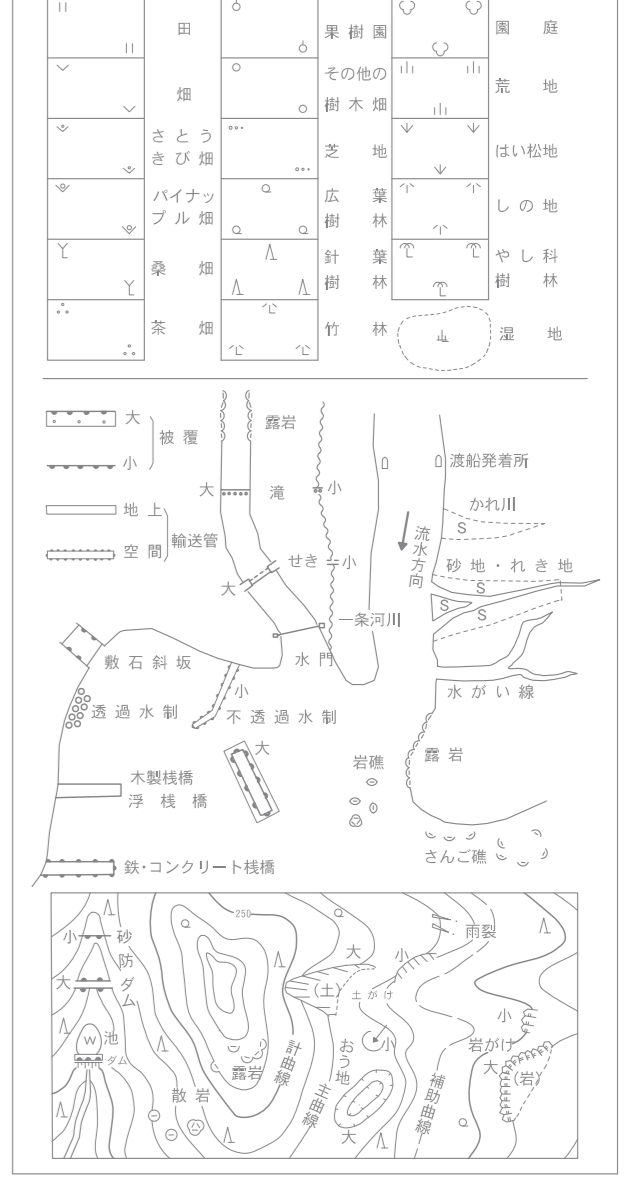 田
畑
さとう
きび畑
パイナッ
プル畑
桑畑
茶畑
果樹園
その他の
樹木畑
芝地
広葉
樹林
針葉
樹林
竹林
園庭
荒地
はい松地
しの地
やし科
樹林
湿地
大
小
被覆
地上
空間
輸送管
露岩
大
滝
小
せき
小
大
一条河川
水門
渡船発着所
かれ川
S
流水方向
砂地・れき地
S
S
S
水がい線
敷石斜坂
透過水制
小
不透過水制
大
木製桟橋
浮桟橋
鉄・コンクリート桟橋
岩礁
露岩
さんご礁
小
砂防ダム
大
W
池
ダム
250
露岩
散岩
計曲線
主曲線
大
(土)
土がけ
小
おう地
小
大
補助曲線
雨裂
小
岩がけ
大
(岩)